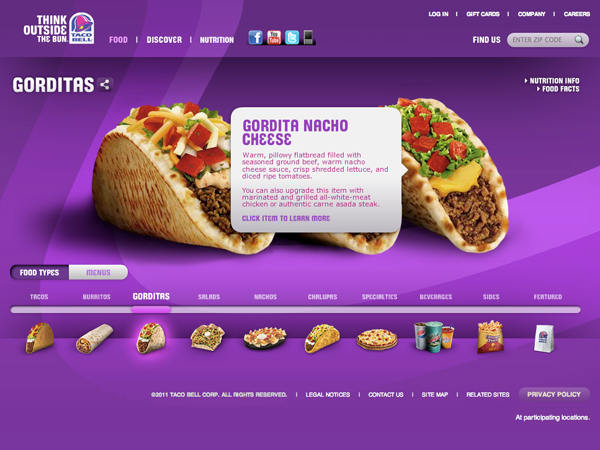 LOG IN | GIFT CARDS | COMPANY | CAREERS
THINK
OUTSIDE
THE BUN.
TACO
BELL
FOOD | DISCOVER | NUTRITION
You Tube
FIND US ENTER ZIP CODE
GORDITAS
NUTRITION INFO
FOOD FACTS
GORDITA NACHO
CHEESE
Warm, pillowy flatbread filled with
seasoned ground beef, warm nacho
cheese sauce, crisp shredded lettuce, and
diced ripe tomatoes.
You can also upgrade this item with
marinated and grilled all-white-meat
chicken or authentic carne asada steak.
CLICK ITEM TO LEARN MORE
FOOD TYPES MENUS
TACOS BURRITOS GORDITAS SALADS NACHOS CHALUPAS SPECIALTIES BEVERAGES SIDES FEATURED
©2011 TACO BELL CORP. ALL RIGHTS RESERVED. | LEGAL NOTICES | CONTACT US | SITE MAP | RELATED SITES PRIVACY POLICY
At participating locations.